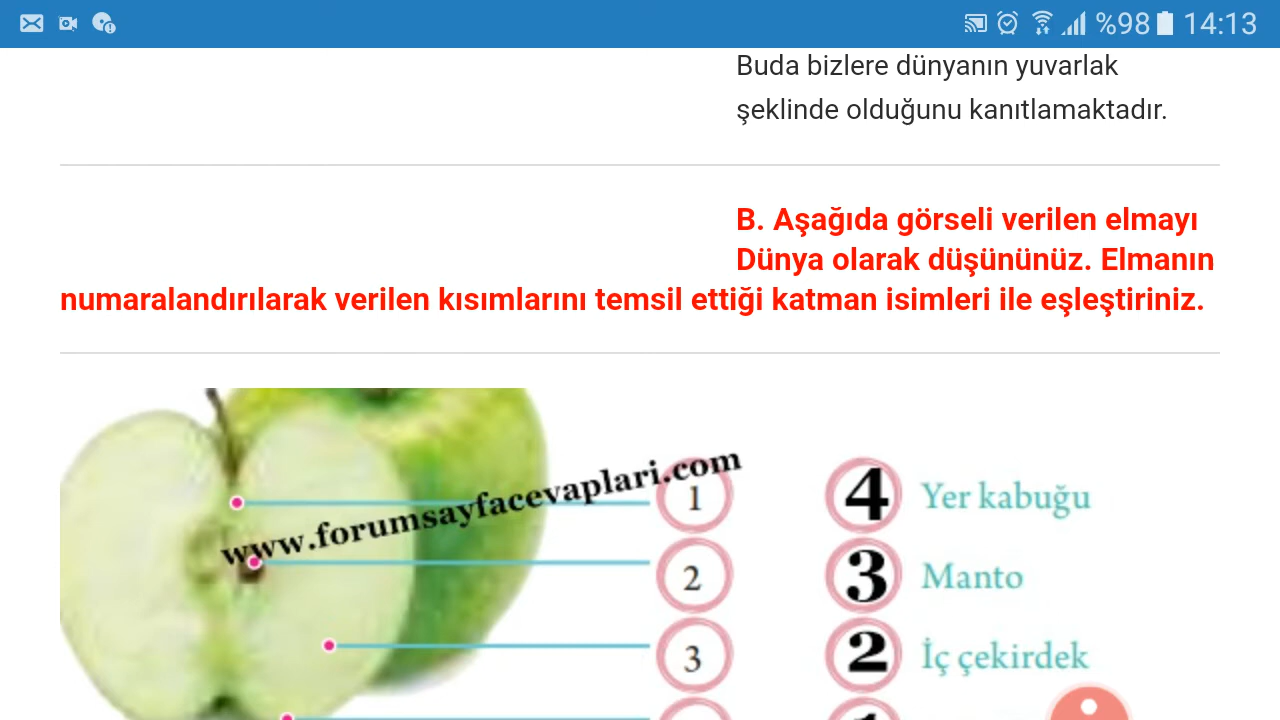 %98 14:13
Buda bizlere dünyanın yuvarlak
şeklinde olduğunu kanıtlamaktadır.
B. Aşağıda görseli verilen elmayı
Dünya olarak düşününüz. Elmanın
numaralandırılarak verilen kısımlarını temsil ettiği katman isimleri ile eşleştiriniz.
www.forumsayfacevaplari.com
1 4 Yer kabuğu
2 3 Manto
3 2 İç çekirdek